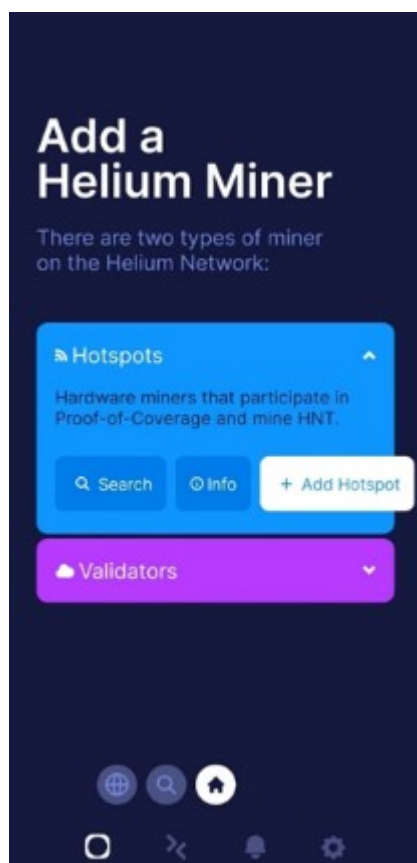 Add a
Helium Miner
There are two types of miner
on the Helium Network:
Hotspots
Hardware miners that participate in
Proof-of-Coverage and mine HNT.
Search Info + Add Hotspot
Validators